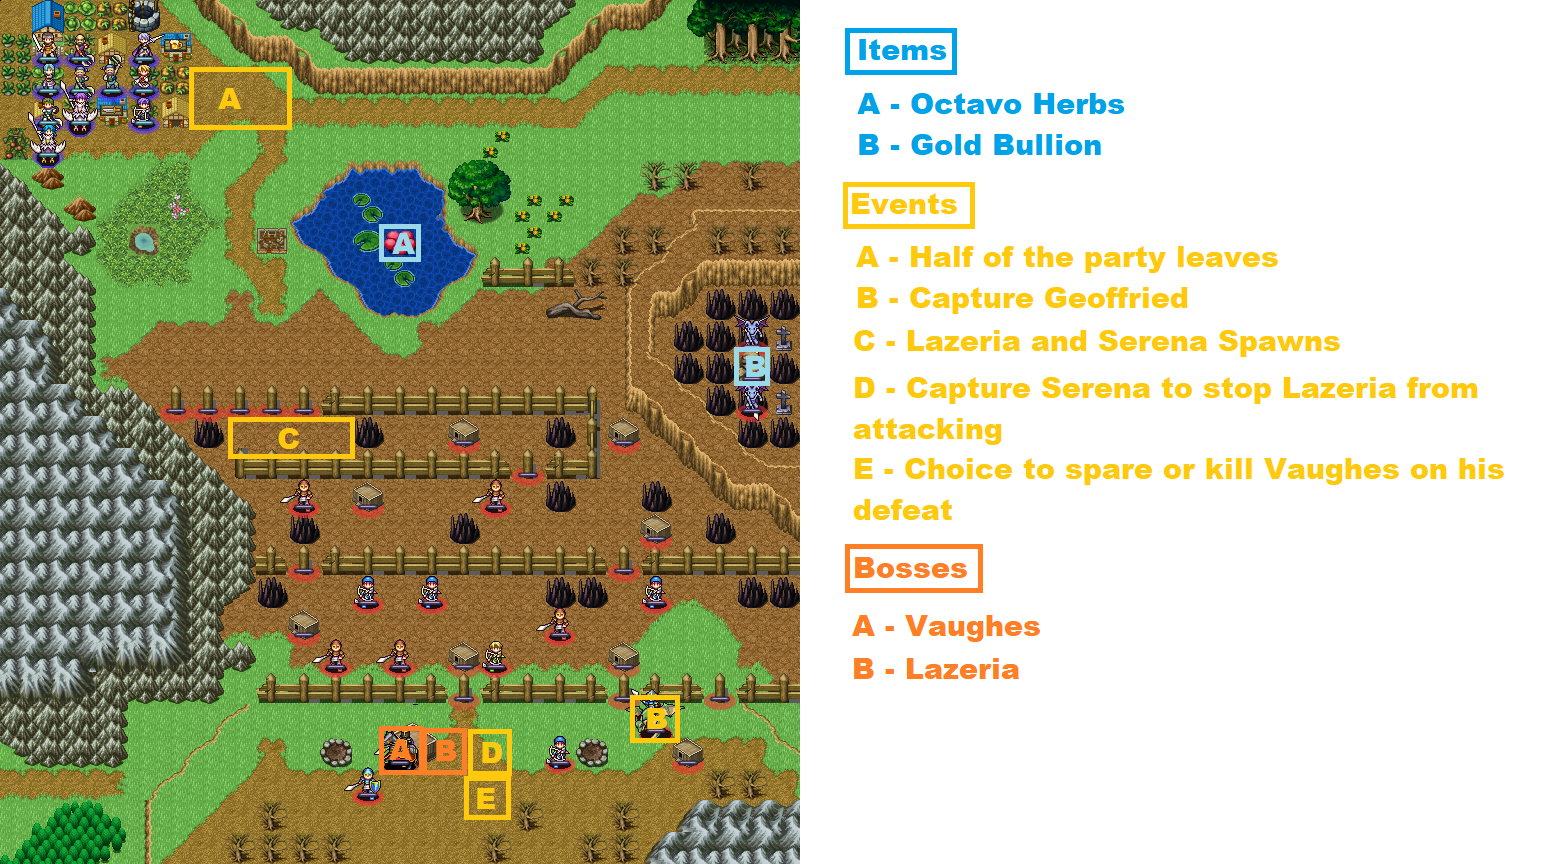 A
A
B
C
B
A B D
E
Items
A - Octavo Herbs
B - Gold Bullion
Events
A - Half of the party leaves
B - Capture Geoffried
C - Lazeria and Serena Spawns
D - Capture Serena to stop Lazeria from
attacking
E - Choice to spare or kill Vaughes on his
defeat
Bosses
A - Vaughes
B - Lazeria